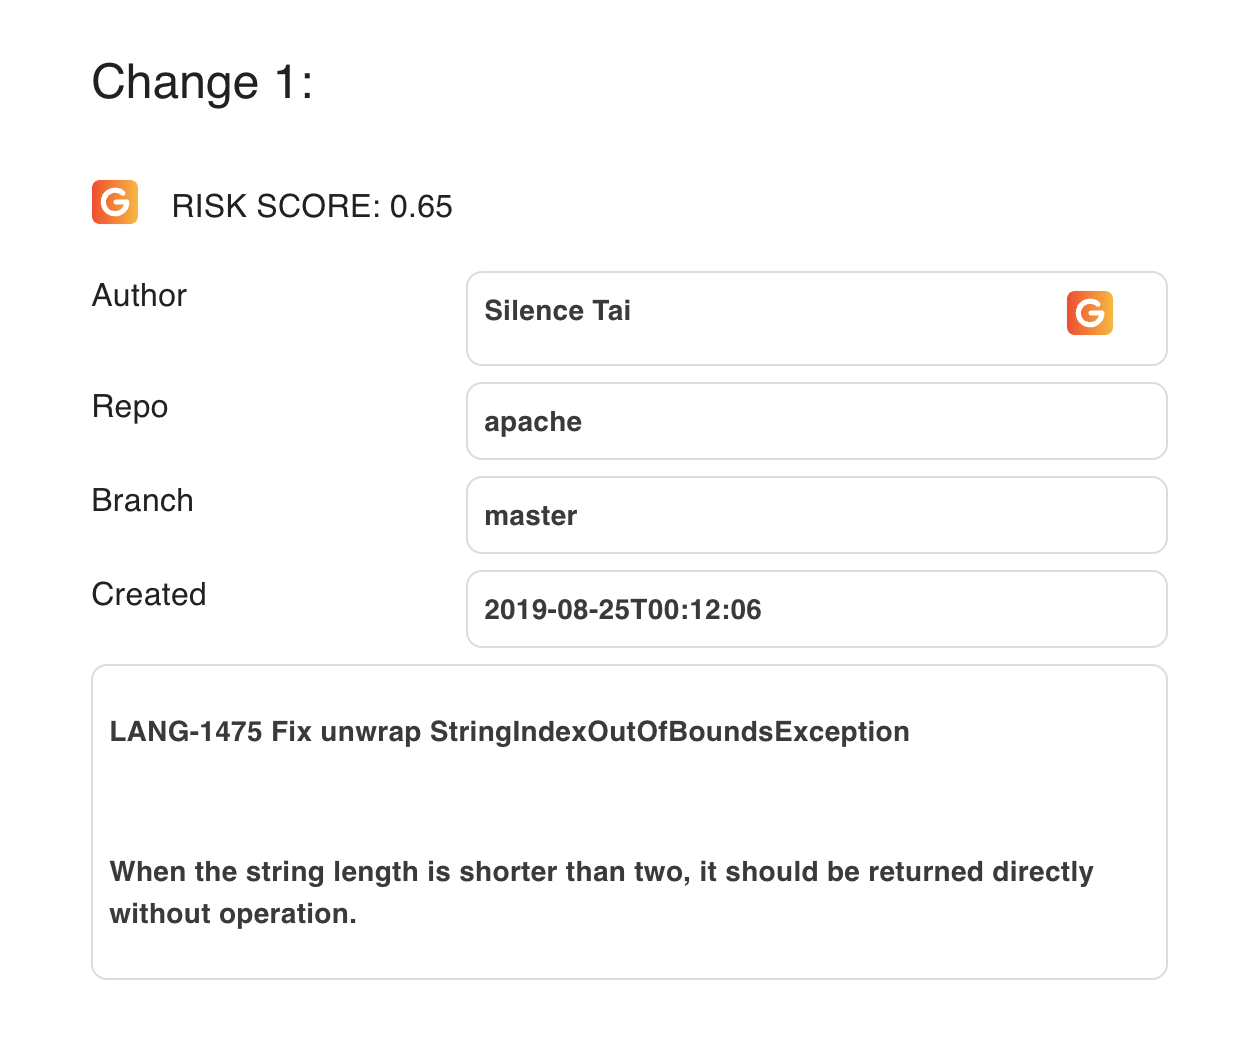 Change 1:
G RISK SCORE: 0.65
Author Silence Tai G
Repo apache
Branch master
Created 2019-08-25T00:12:06
LANG-1475 Fix unwrap StringIndexOutOfBoundsException
When the string length is shorter than two, it should be returned directly
without operation.